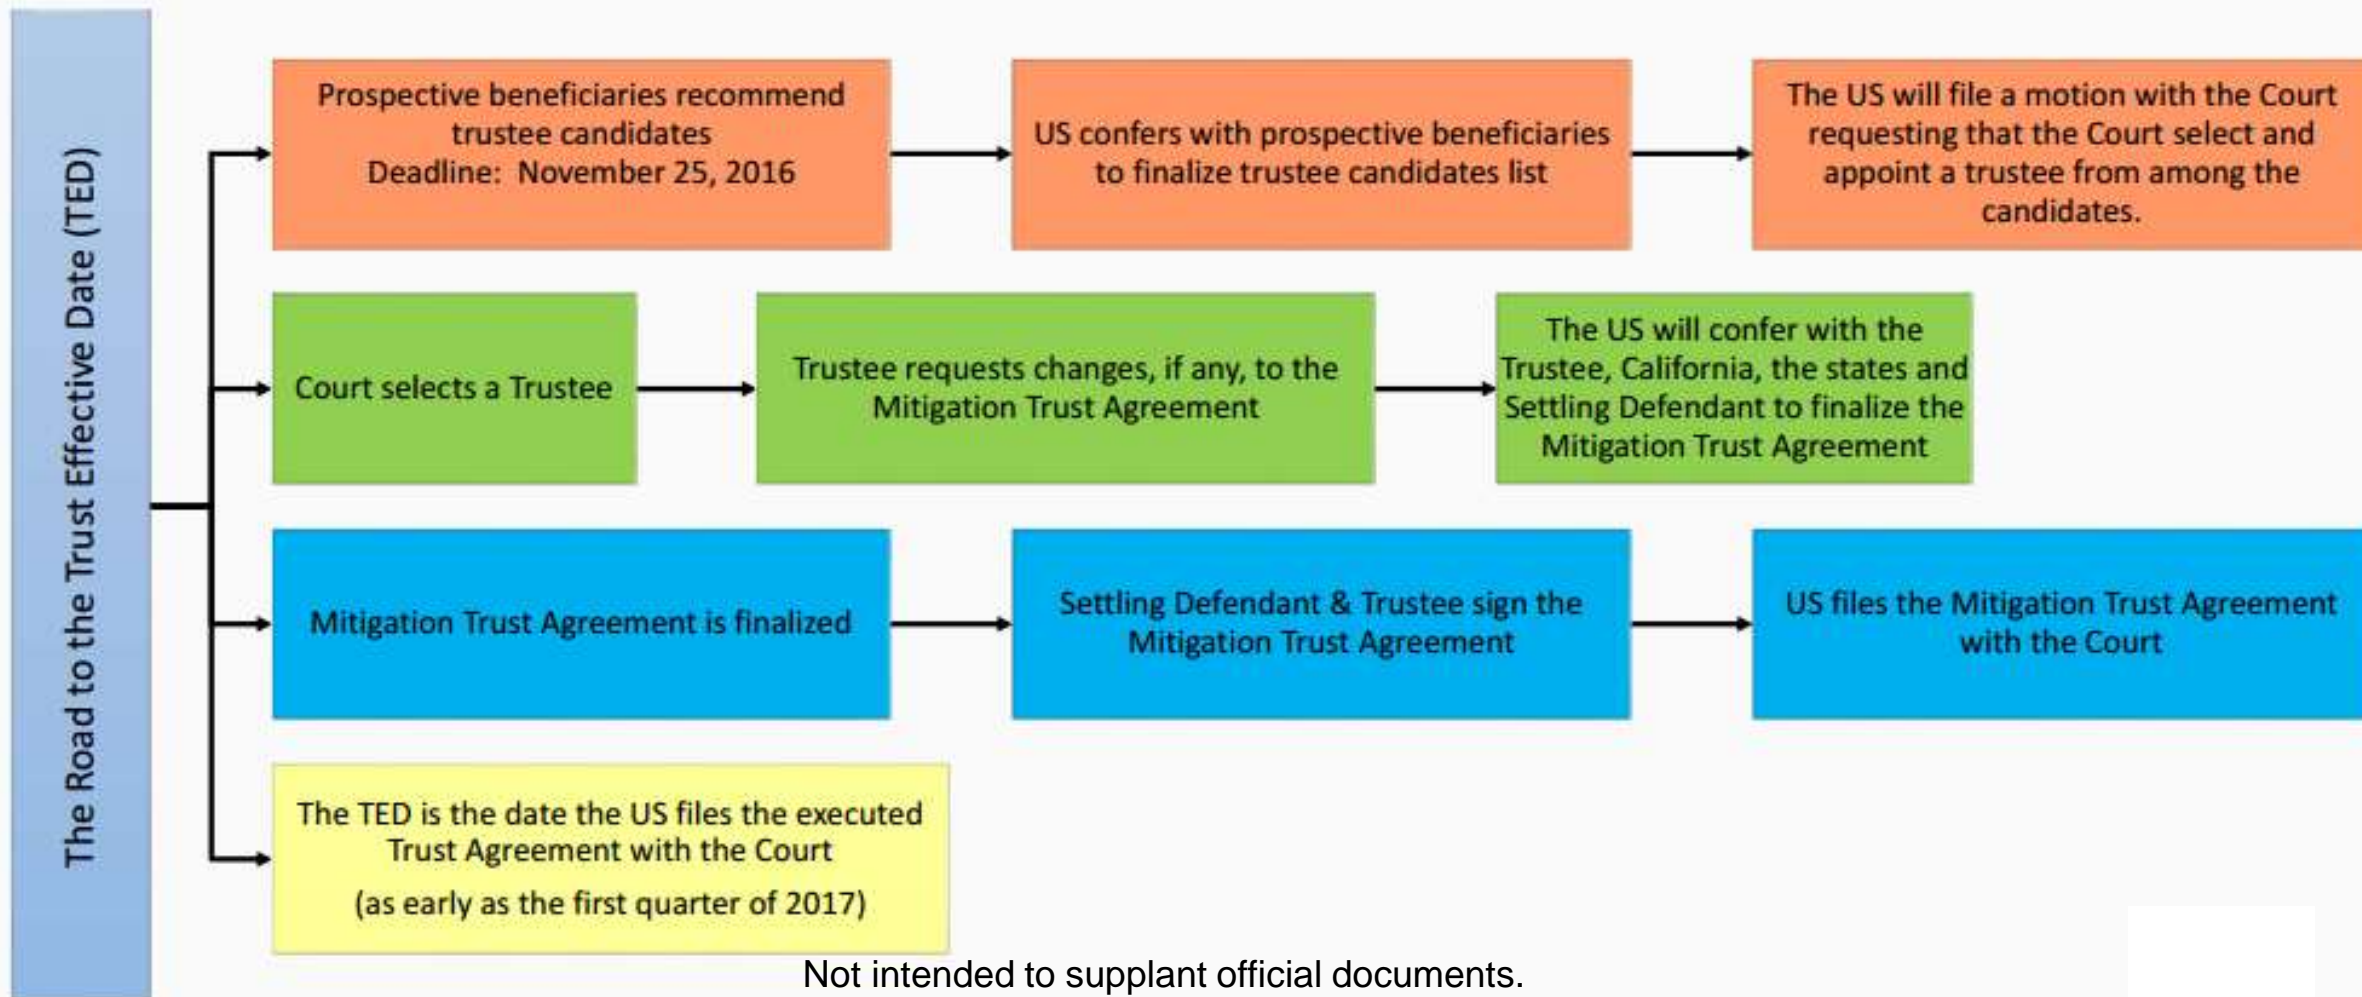 The Road to the Trust Effective Date (TED)
Prospective beneficiaries recommend
trustee candidates
Deadline: November 25, 2016
US confers with prospective beneficiaries
to finalize trustee candidates list
The US will file a motion with the Court
requesting that the Court select and
appoint a trustee from among the
candidates.
Court selects a Trustee
Trustee requests changes, if any, to the
Mitigation Trust Agreement
The US will confer with the
Trustee, California, the states and
Settling Defendant to finalize the
Mitigation Trust Agreement
Mitigation Trust Agreement is finalized
Settling Defendant & Trustee sign the
Mitigation Trust Agreement
US files the Mitigation Trust Agreement
with the Court
The TED is the date the US files the executed
Trust Agreement with the Court
(as early as the first quarter of 2017)
Not intended to supplant official documents.